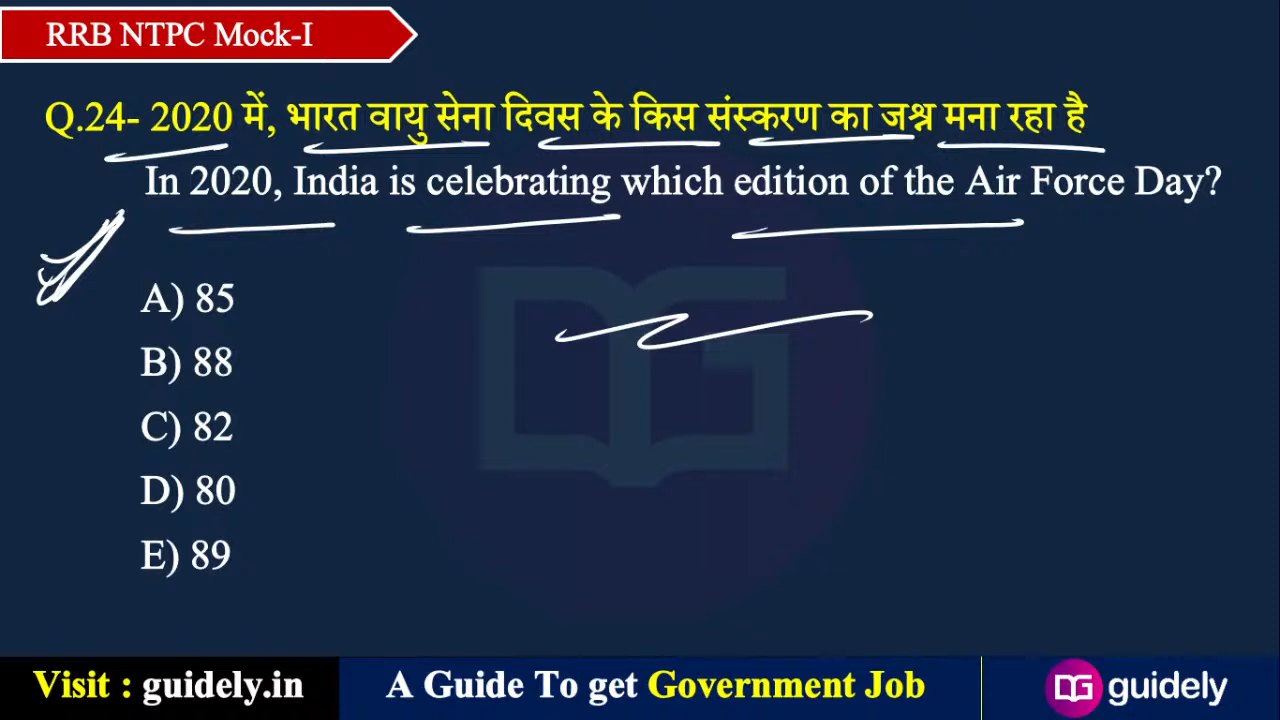 RRB NTPC Mock-I
Q.24- 2020 में, भारत वायु सेना दिवस के किस संस्करण का जश्न मना रहा है
In 2020, India is celebrating which edition of the Air Force Day?
A) 85
B) 88
C) 82
D) 80
E) 89
Visit : guidely.in
A Guide To get Government Job
DG guidely